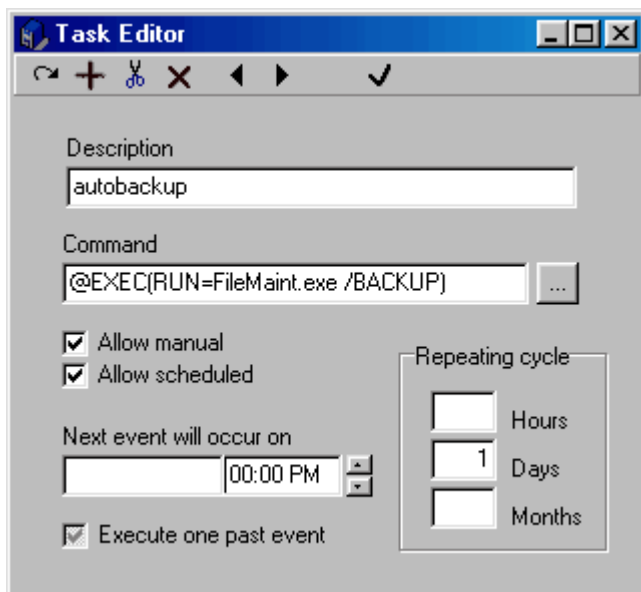 Task Editor
Description
autobackup
Command
@EXEC(RUN=FileMaint.exe /BACKUP)
...
Allow manual
Allow scheduled
Repeating cycle
Hours
Next event will occur on
00:00 PM
1 Days
Months
Execute one past event